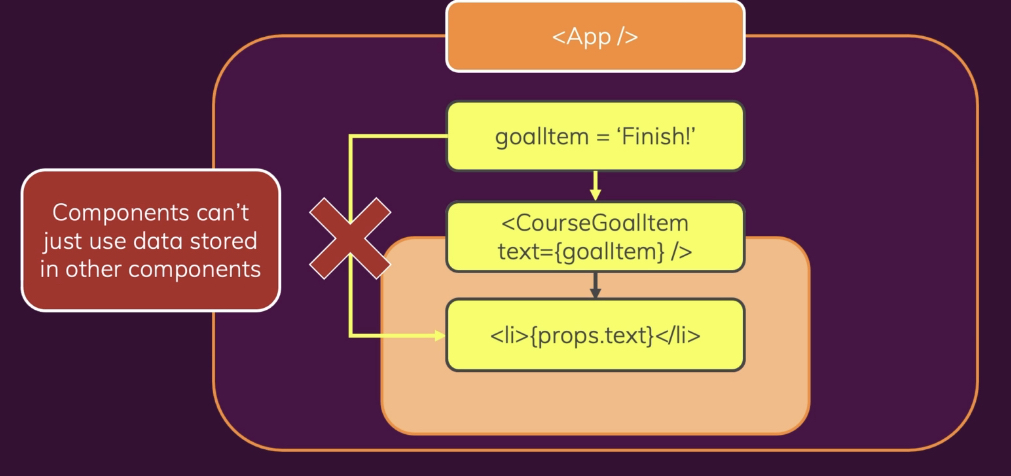 <App />
goalItem = ‘Finish!’
Components can’t
just use data stored
in other components
<CourseGoalItem
text={goalItem} />
<li>{props.text}</li>